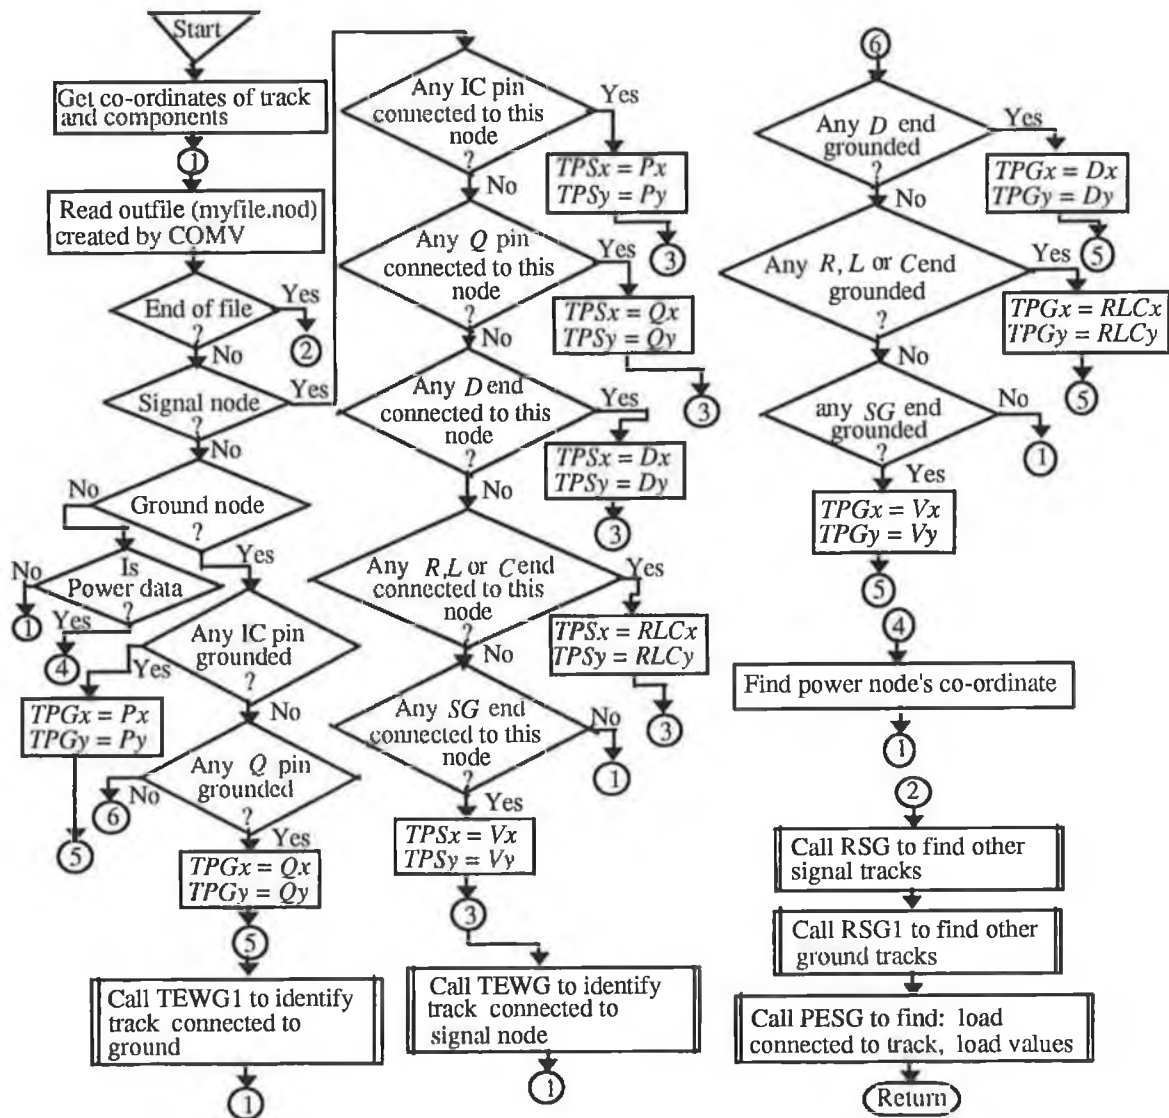 Start
Get co-ordinates of track
and components
1
Read outfile (myfile.nod)
created by COMV
End of file
?
Yes
2
No
Signal node
?
Yes
No
No
Ground node
?
Yes
Is
Power data
?
No
1
Yes
4
Any IC pin
grounded
?
Yes
TPGx = Px
TPGy = Py
5
No
Any Q pin
grounded
?
No
6
Yes
TPGx = Qx
TPGy = Qy
5
Call TEWG1 to identify
track connected to
ground
1
Any IC pin
connected to this
node
?
Yes
TPSx = Px
TPSy = Py
3
No
Any Q pin
connected to this
node
?
Yes
TPSx = Qx
TPSy = Qy
3
No
Any D end
connected to this
node
?
Yes
TPSx = Dx
TPSy = Dy
3
No
Any R,L or C end
connected to this
node
?
Yes
TPSx = RLCx
TPSy = RLCy
3
No
Any SG end
connected to this
node
?
No
1
Yes
TPSx = Vx
TPSy = Vy
3
Call TEWG to identify
track connected to
signal node
1
6
Any D end
grounded
?
Yes
TPGx = Dx
TPGy = Dy
5
No
Any R, L or C end
grounded
?
Yes
TPGx = RLCx
TPGy = RLCy
5
No
any SG end
grounded
?
No
1
Yes
TPGx = Vx
TPGy = Vy
5
4
Find power node's co-ordinate
1
2
Call RSG to find other
signal tracks
Call RSG1 to find other
ground tracks
Call PESG to find: load
connected to track, load values
Return